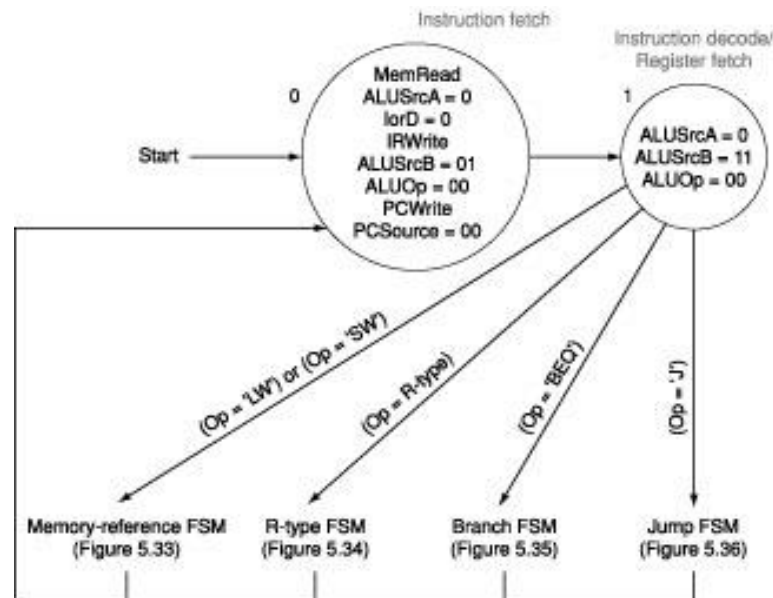 Instruction fetch
Instruction decode/
Register fetch
0
MemRead
ALUSrcA = 0
IorD = 0
IRWrite
ALUSrcB = 01
ALUOp = 00
PCWrite
PCSource = 00
1
ALUSrcA = 0
ALUSrcB = 11
ALUOp = 00
Start
(Op = 'LW') or (Op = 'SW')
(Op = R-type)
(Op = 'BEQ')
(Op = 'J')
Memory-reference FSM
(Figure 5.33)
R-type FSM
(Figure 5.34)
Branch FSM
(Figure 5.35)
Jump FSM
(Figure 5.36)